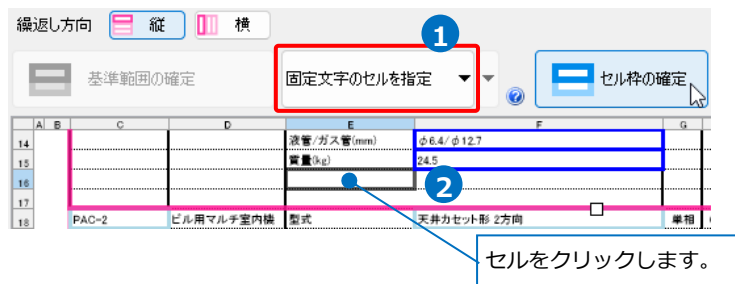 繰返し方向 縦 横
1
基準範囲の確定 固定文字のセルを指定 セル枠の確定
A B C D E F G
14 液管/ガス管(mm) φ6.4/φ12.7
15 質量(kg) 24.5
16 2
17
18 PAC-2 ビル用マルチ室内機 型式 天井カセット形 2方向 単相
セルをクリックします。